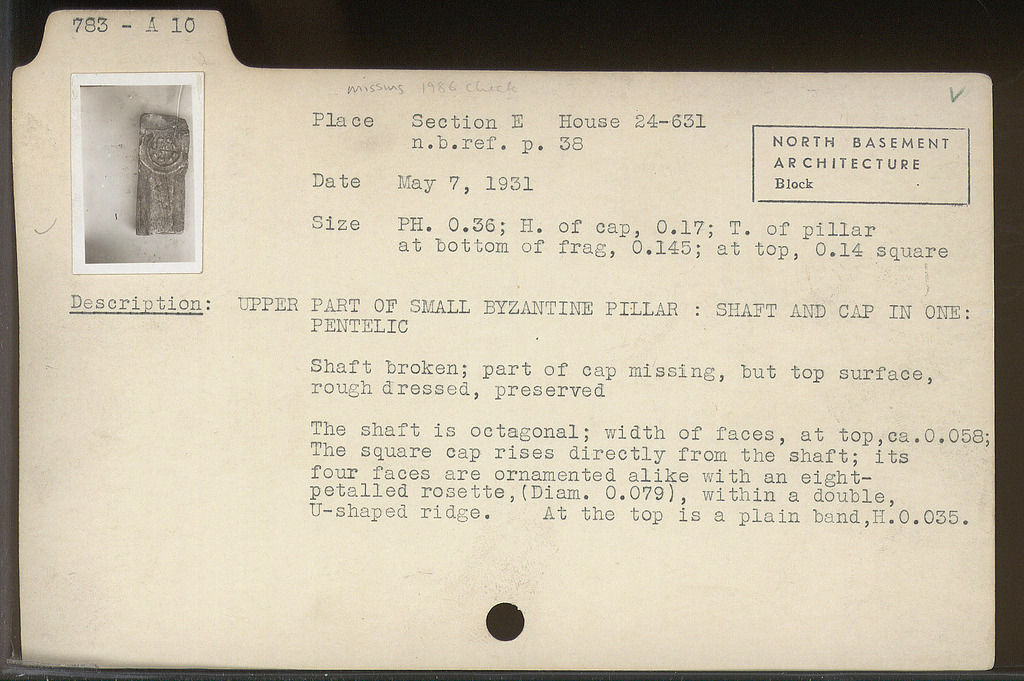 783 - A 10
missing 1986 check
Place Section E House 24-631
n.b.ref. p. 38
NORTH BASEMENT
ARCHITECTURE
Block
Date May 7, 1931
Size PH. 0.36; H. of cap, 0.17; T. of pillar
at bottom of frag, 0.145; at top, 0.14 square
Description: UPPER PART OF SMALL BYZANTINE PILLAR : SHAFT AND CAP IN ONE:
PENTELIC
Shaft broken; part of cap missing, but top surface,
rough dressed, preserved
The shaft is octagonal; width of faces, at top,ca.0.058;
The square cap rises directly from the shaft; its
four faces are ornamented alike with an eight-
petalled rosette,(Diam. 0.079), within a double,
U-shaped ridge. At the top is a plain band,H.0.035.